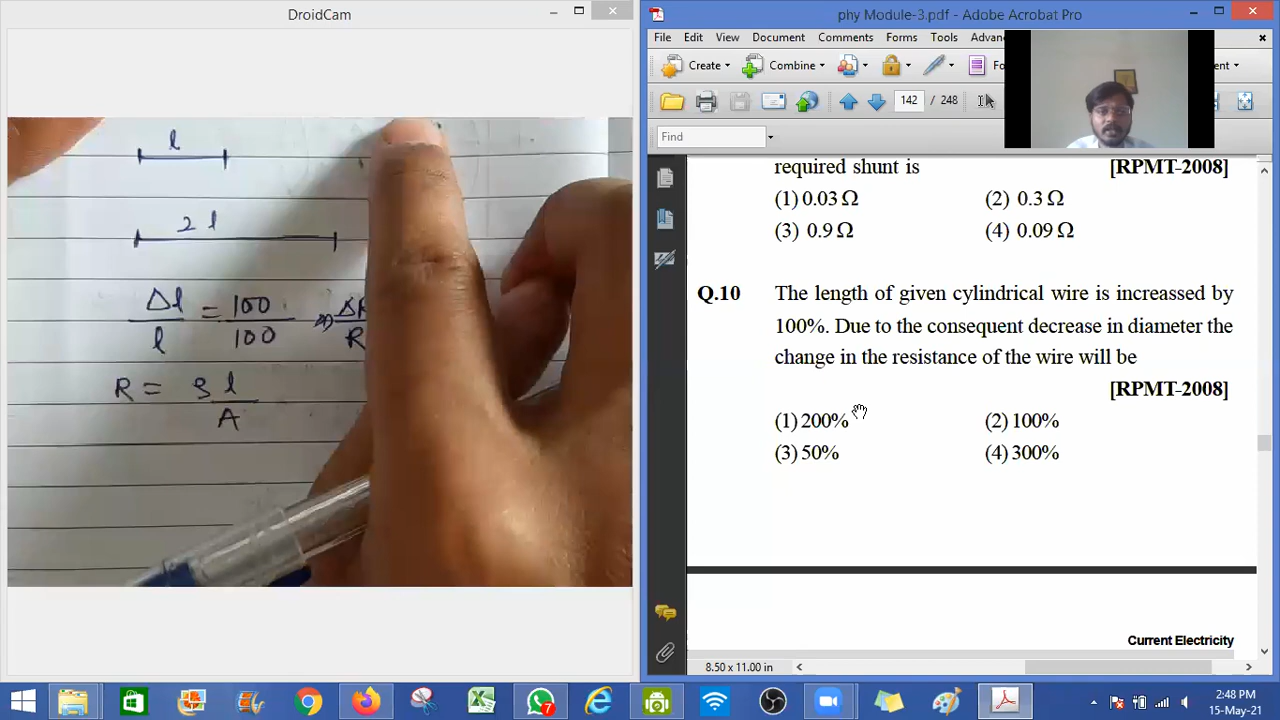 DroidCam
l
2 l
Δl/l = 100/100 ⇒ Δ
R
R = ρ l/A
phy Module-3.pdf - Adobe Acrobat Pro
File Edit View Document Comments Forms Tools
Create Combine
142 / 248
Find
required shunt is [RPMT-2008]
(1) 0.03 Ω (2) 0.3 Ω
(3) 0.9 Ω (4) 0.09 Ω
Q.10 The length of given cylindrical wire is increassed by
100%. Due to the consequent decrease in diameter the
change in the resistance of the wire will be
[RPMT-2008]
(1) 200% (2) 100%
(3) 50% (4) 300%
Current Electricity
8.50 x 11.00 in
7
2:48 PM
15-May-21